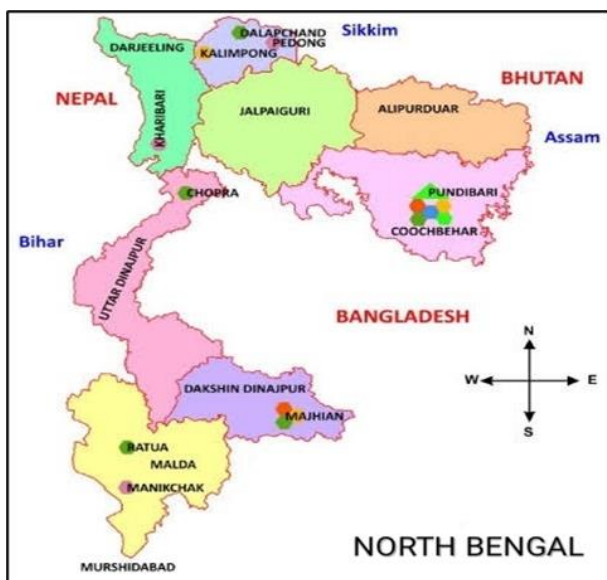 DARJEELING
DALAPCHAND
PEDONG
KALIMPONG
Sikkim
NEPAL
JALPAIGURI
BHUTAN
ALIPURDUAR
Assam
KHARIBARI
CHOPRA
PUNDIBARI
COOCHBEHAR
Bihar
UTTAR DINAJPUR
BANGLADESH
N
W
E
S
DAKSHIN DINAJPUR
MAJHIAN
RATUA
MALDA
MANIKCHAK
MURSHIDABAD
NORTH BENGAL